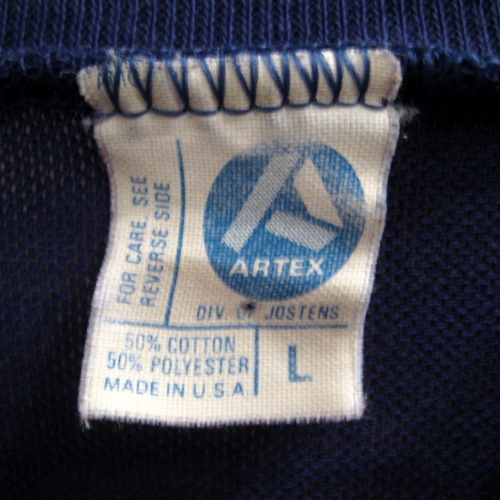 FOR CARE, SEE
REVERSE SIDE
ARTEX
DIV. OF JOSTENS
50% COTTON
50% POLYESTER
MADE IN U.S.A
L